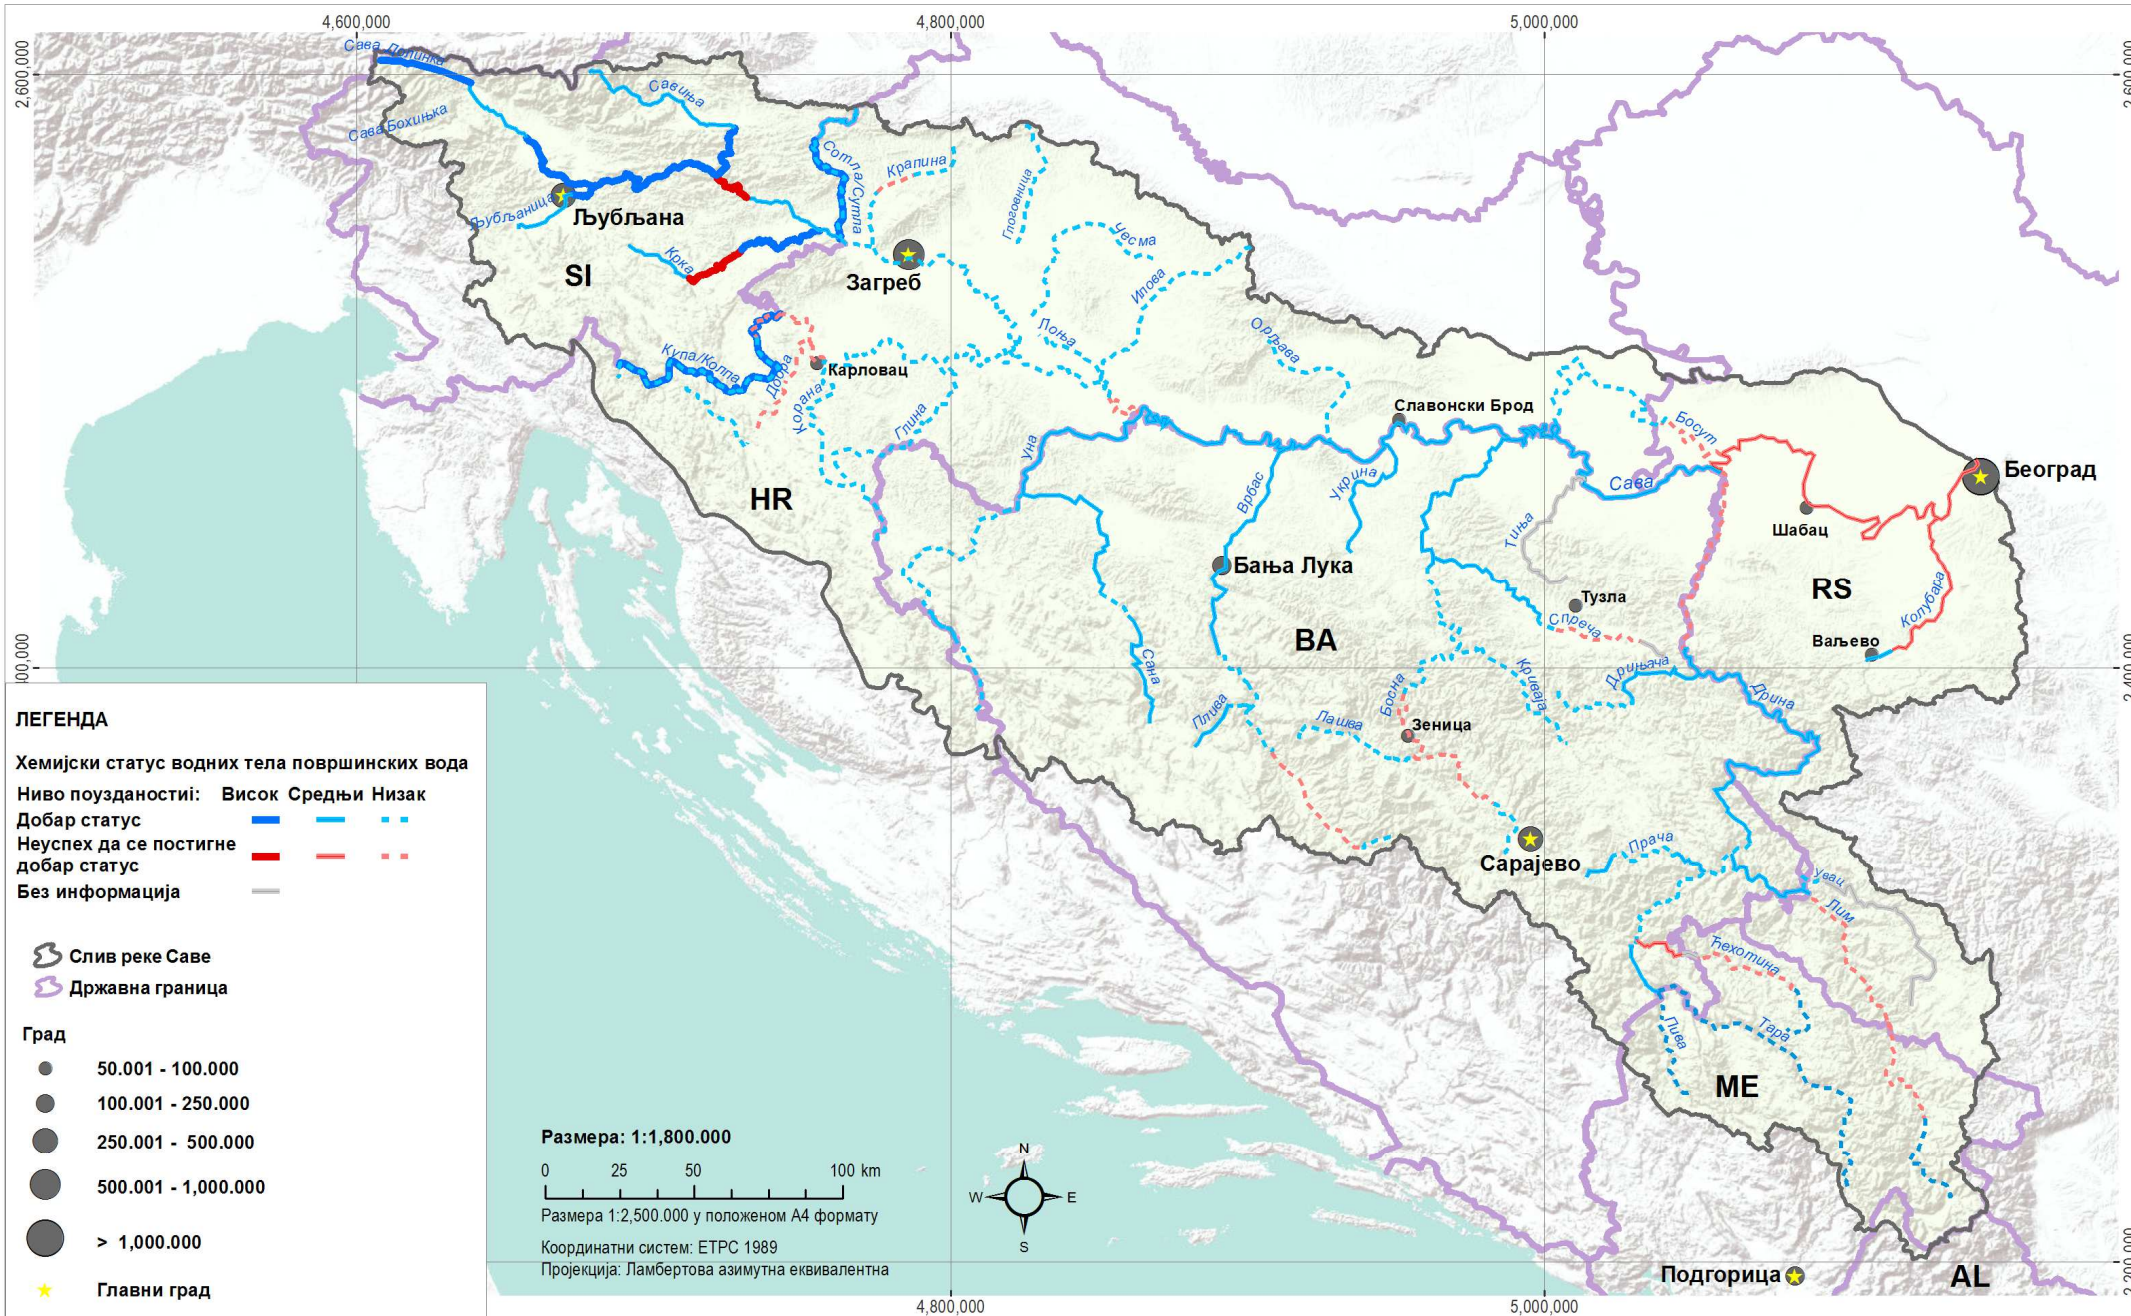 4,600,000
4,800,000
5,000,000
2,600,000
2,600,000
Сава Долинка
Сава Бохињка
Савиња
Сотла/Сутла
Крапина
Глоговница
Чесма
Љубљаница
Љубљана
Крка
Загреб
Илова
SI
Лоња
Орљава
Купа/Колпа
Добра
Карловац
Корана
Глина
Славонски Брод
Босут
Уна
HR
Врбас
Укрина
Сава
Београд
Тиња
Шабац
Бања Лука
RS
Тузла
Колубара
BA
Спреча
Ваљево
Сана
Криваја
Дрињача
Дрина
Босна
Плива
Лашва
Зеница
Прача
Сарајево
Увац
Лим
Ћехотина
Пива
Тара
ME
Подгорица
AL
ЛЕГЕНДА
Хемијски статус водних тела површинских вода
Ниво поузданостіі: Висок Средњи Низак
Добар статус
Неуспех да се постигне
добар статус
Без информација
Слив реке Саве
Државна граница
Град
50.001 - 100.000
100.001 - 250.000
250.001 - 500.000
500.001 - 1,000.000
> 1,000.000
Главни град
Размера: 1:1,800.000
0 25 50 100 km
Размера 1:2,500.000 у положеном А4 формату
Координатни систем: ЕТРС 1989
Пројекција: Ламбертова азимутна еквивалентна
N
W E
S
4,800,000
5,000,000